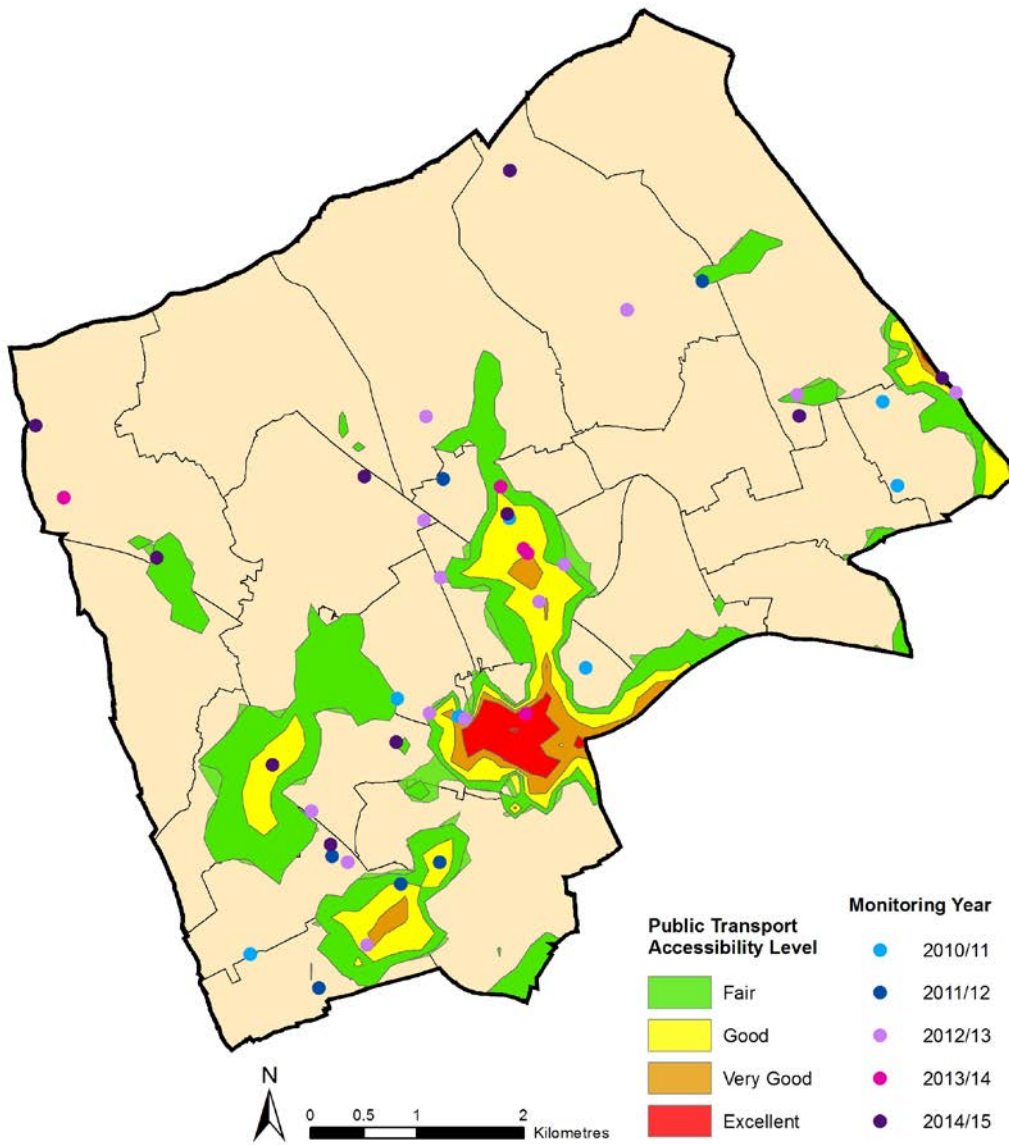 Public Transport
Accessibility Level
Fair
Good
Very Good
Excellent
Monitoring Year
2010/11
2011/12
2012/13
2013/14
2014/15
N
0 0.5 1 2
Kilometres